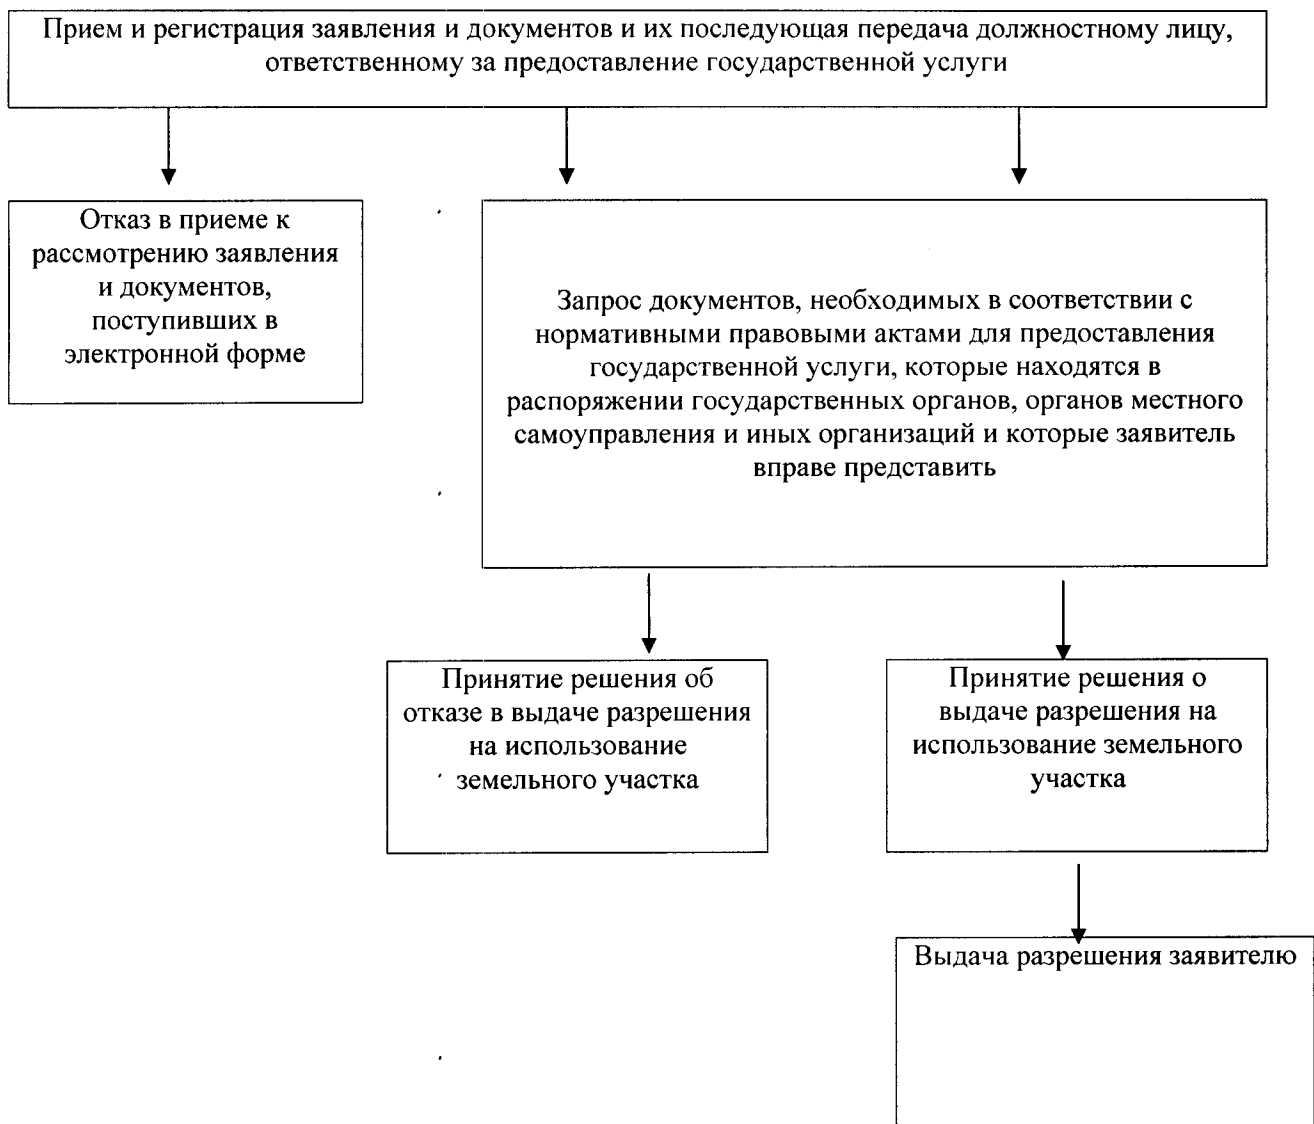 Прием и регистрация заявления и документов и их последующая передача должностному лицу,
ответственному за предоставление государственной услуги
Отказ в приеме к
рассмотрению заявления
и документов,
поступивших в
электронной форме
Запрос документов, необходимых в соответствии с
нормативными правовыми актами для предоставления
государственной услуги, которые находятся в
распоряжении государственных органов, органов местного
самоуправления и иных организаций и которые заявитель
вправе представить
Принятие решения об
отказе в выдаче разрешения
на использование
земельного участка
Принятие решения о
выдаче разрешения на
использование земельного
участка
Выдача разрешения заявителю